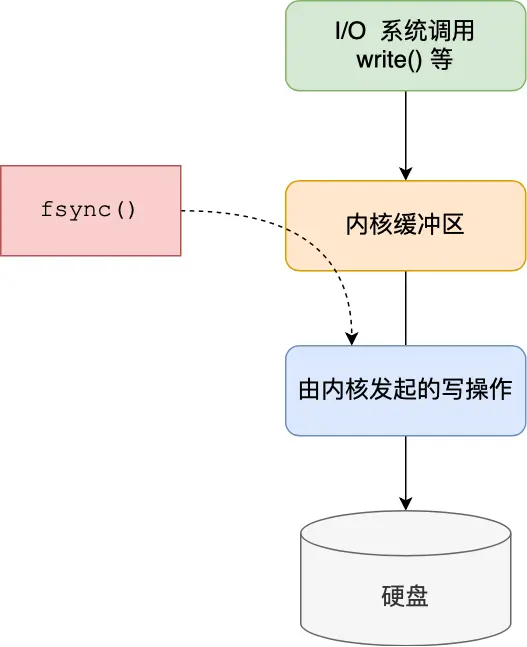 I/O 系统调用
write() 等
fsync()
内核缓冲区
由内核发起的写操作
硬盘